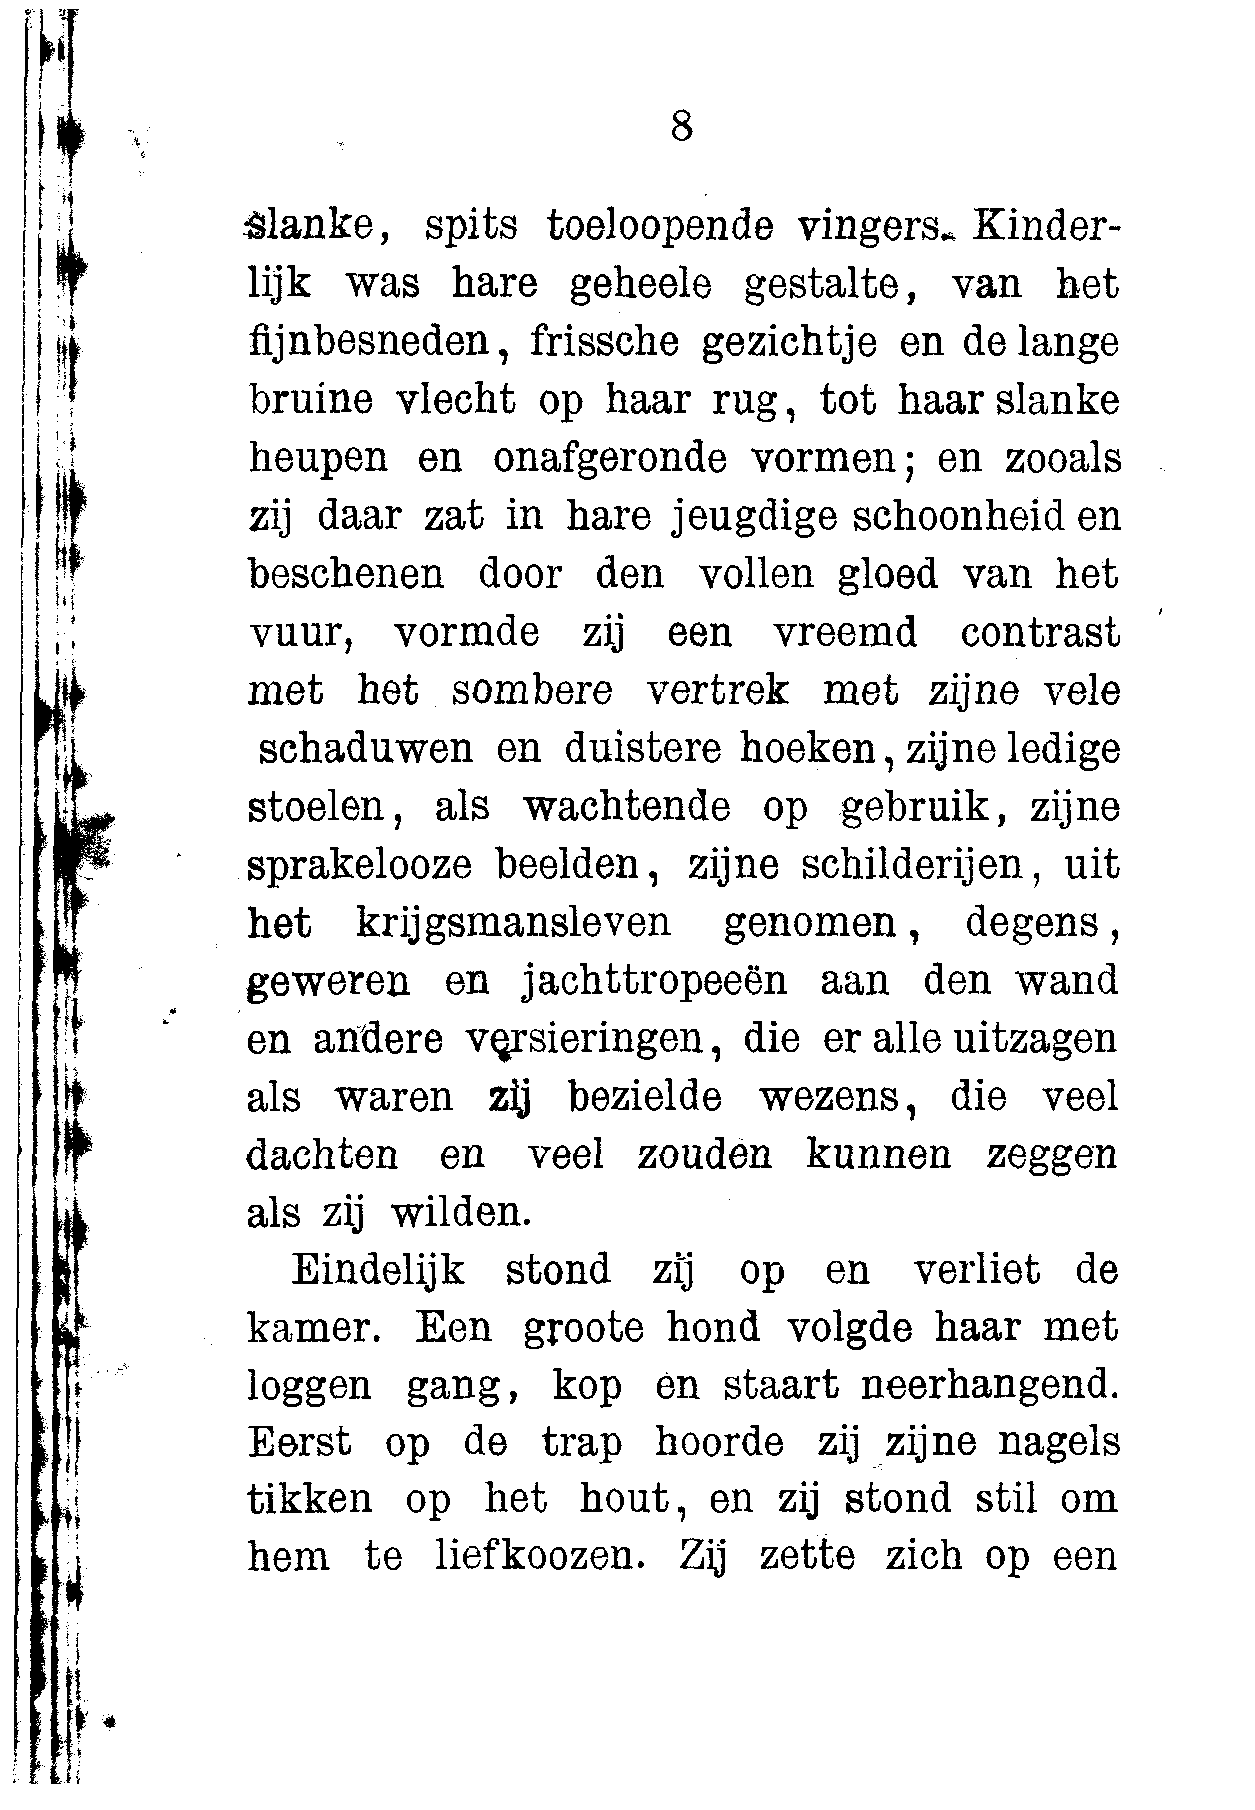 8
slanke, spits toeloopende vingers. Kinder-
lijk was hare geheele gestalte, van het
fijnbesneden, frissche gezichtje en de lange
bruine vlecht op haar rug, tot haar slanke
heupen en onafgeronde vormen; en zooals
zij daar zat in hare jeugdige schoonheid en
beschenen door den vollen gloed van het
vuur, vormde zij een vreemd contrast
met het sombere vertrek met zijne vele
schaduwen en duistere hoeken, zijne ledige
stoelen, als wachtende op gebruik, zijne
sprakelooze beelden, zijne schilderijen, uit
het krijgsmansleven genomen, degens,
geweren en jachttropeeën aan den wand
en andere versieringen, die er alle uitzagen
als waren zij bezielde wezens, die veel
dachten en veel zouden kunnen zeggen
als zij wilden.
Eindelijk stond zij op en verliet de
kamer. Een groote hond volgde haar met
loggen gang, kop en staart neerhangend.
Eerst op de trap hoorde zij zijne nagels
tikken op het hout, en zij stond stil om
hem te liefkoozen. Zij zette zich op een